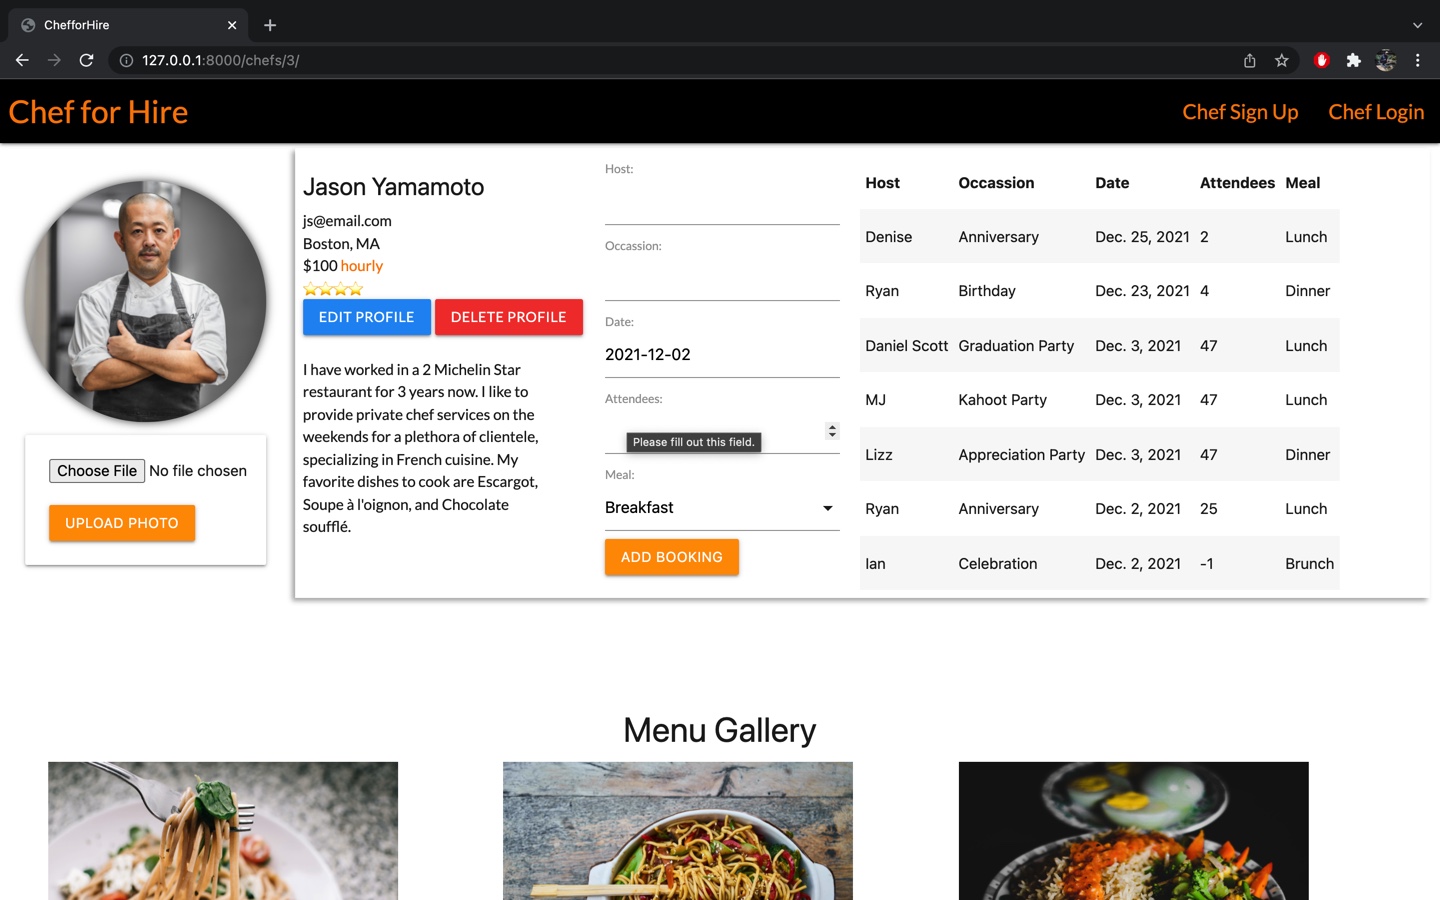 ChefforHire
127.0.0.1:8000/chefs/3/
Chef for Hire
Chef Sign Up
Chef Login
Jason Yamamoto
js@email.com
Boston, MA
$100 hourly
⭐⭐⭐⭐
EDIT PROFILE
DELETE PROFILE
I have worked in a 2 Michelin Star
restaurant for 3 years now. I like to
provide private chef services on the
weekends for a plethora of clientele,
specializing in French cuisine. My
favorite dishes to cook are Escargot,
Soupe à l'oignon, and Chocolate
soufflé.
Choose File No file chosen
UPLOAD PHOTO
Host:
Occassion:
Date:
2021-12-02
Attendees:
Please fill out this field.
Meal:
Breakfast
ADD BOOKING
Host Occassion Date Attendees Meal
Denise Anniversary Dec. 25, 2021 2 Lunch
Ryan Birthday Dec. 23, 2021 4 Dinner
Daniel Scott Graduation Party Dec. 3, 2021 47 Lunch
MJ Kahoot Party Dec. 3, 2021 47 Lunch
Lizz Appreciation Party Dec. 3, 2021 47 Dinner
Ryan Anniversary Dec. 2, 2021 25 Lunch
Ian Celebration Dec. 2, 2021 -1 Brunch
Menu Gallery